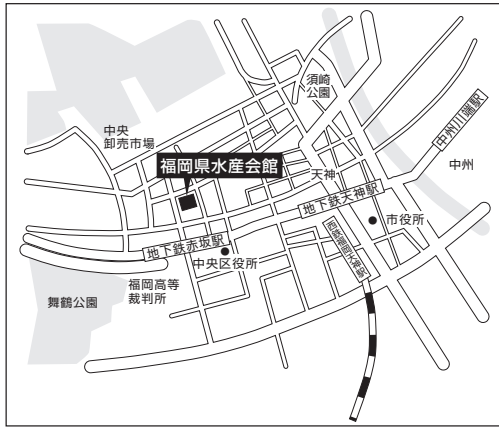 須崎
公園
中央
卸売市場
中州川端駅
福岡県水産会館
中州
天神
地下鉄天神駅
市役所
地下鉄赤坂駅
西鉄福岡天神駅
中央区役所
福岡高等
裁判所
舞鶴公園